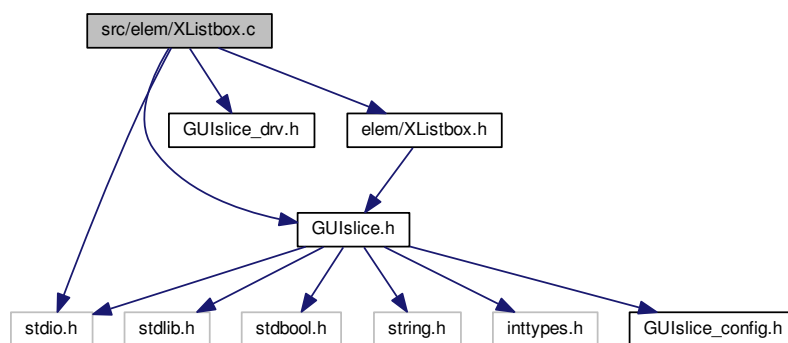 src/elem/XListbox.c
GUIslice_drv.h
elem/XListbox.h
GUIslice.h
stdio.h
stdlib.h
stdbool.h
string.h
inttypes.h
GUIslice_config.h